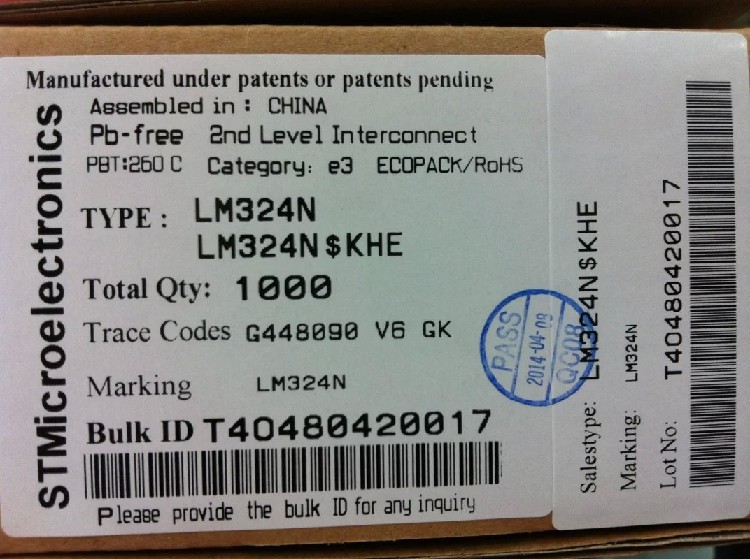 STMicroelectronics
Manufactured under patents or patents pending
Assembled in : CHINA
Pb-free 2nd Level Interconnect
PBT:260 C Category: e3 ECOPACK/RoHS
TYPE : LM324N
LM324N$KHE
Total Qty: 1000
Trace Codes G448090 V6 GK
Marking LM324N
Bulk ID T40480420017
Please provide the bulk ID for any inquiry
PASS
2014-04-09
QC08
Salestype: LM324N$KHE
Marking: LM324N
Lot No: T40480420017